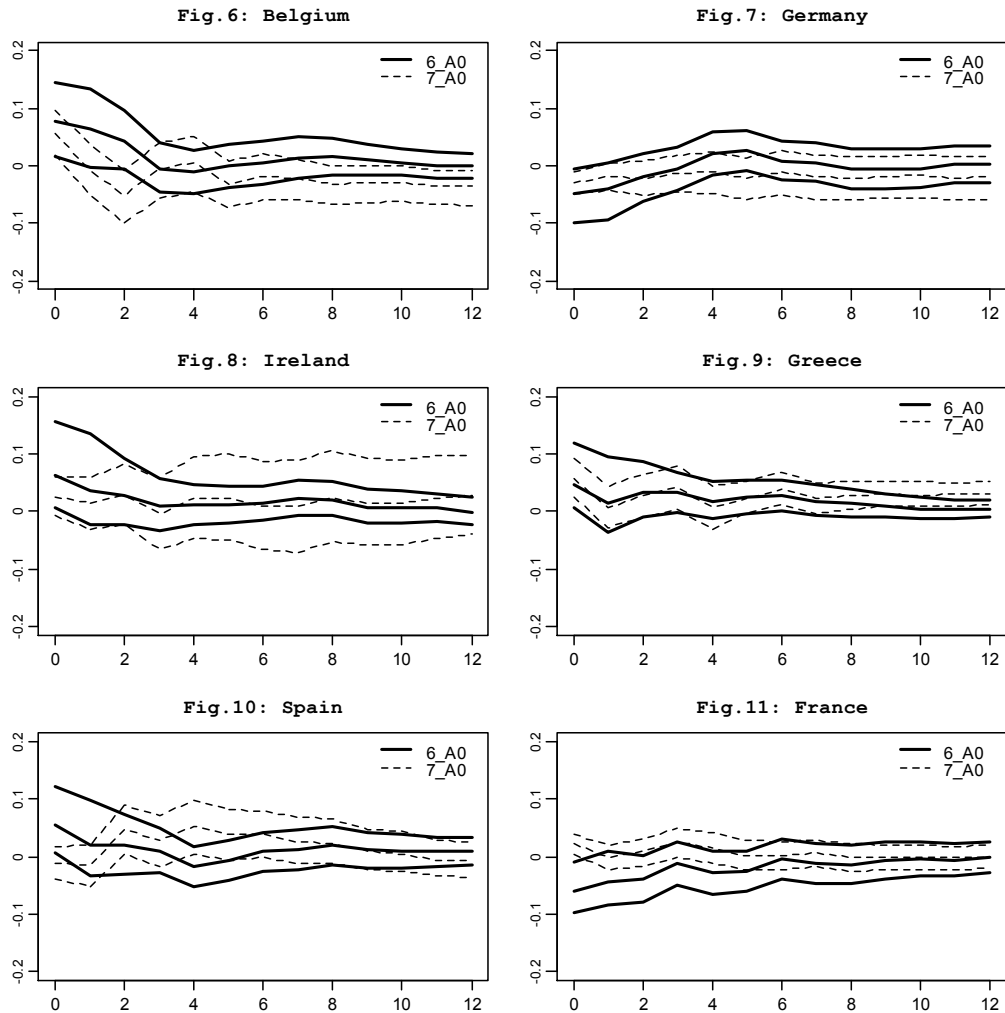 Fig.6: Belgium
0.2
0.1
0
-0.1
-0.2
6_A0
7_A0
0 2 4 6 8 10 12
Fig.7: Germany
0.2
0.1
0
-0.1
-0.2
6_A0
7_A0
0 2 4 6 8 10 12
Fig.8: Ireland
0.2
0.1
0
-0.1
-0.2
6_A0
7_A0
0 2 4 6 8 10 12
Fig.9: Greece
0.2
0.1
0
-0.1
-0.2
6_A0
7_A0
0 2 4 6 8 10 12
Fig.10: Spain
0.2
0.1
0
-0.1
-0.2
6_A0
7_A0
0 2 4 6 8 10 12
Fig.11: France
0.2
0.1
0
-0.1
-0.2
6_A0
7_A0
0 2 4 6 8 10 12